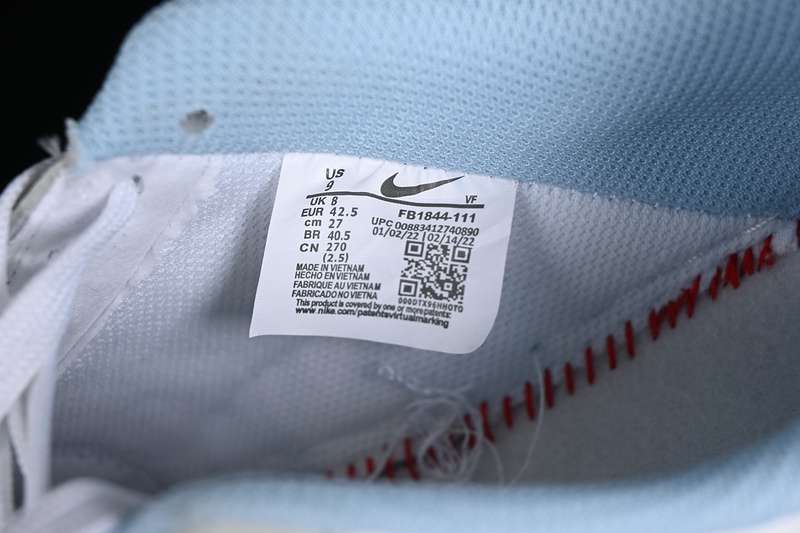 US
9
UK 8
EUR 42.5
cm 27
BR 40.5
CN 270
(2.5)
VF
FB1844-111
UPC 00883412740890
01/02/22 02/14/22
000DTX96HHOTO
MADE IN VIETNAM
HECHO EN VIETNAM
FABRIQUE AU VIETNAM
FABRICADO NO VIETNA
This product is covered by one or more patents:
www.nike.com/patentsvirtualmarking